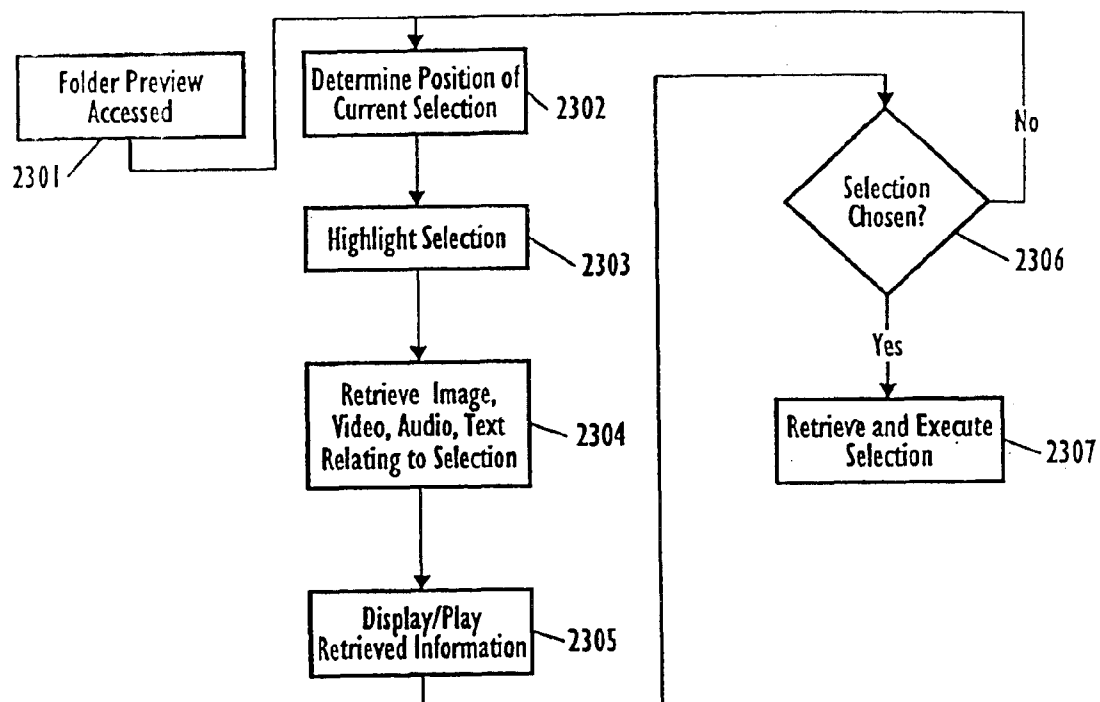 Folder Preview
Accessed
2301
Determine Position of
Current Selection
2302
Highlight Selection
2303
Retrieve Image,
Video, Audio, Text
Relating to Selection
2304
Display/Play
Retrieved Information
2305
Selection
Chosen?
2306
No
Yes
Retrieve and Execute
Selection
2307